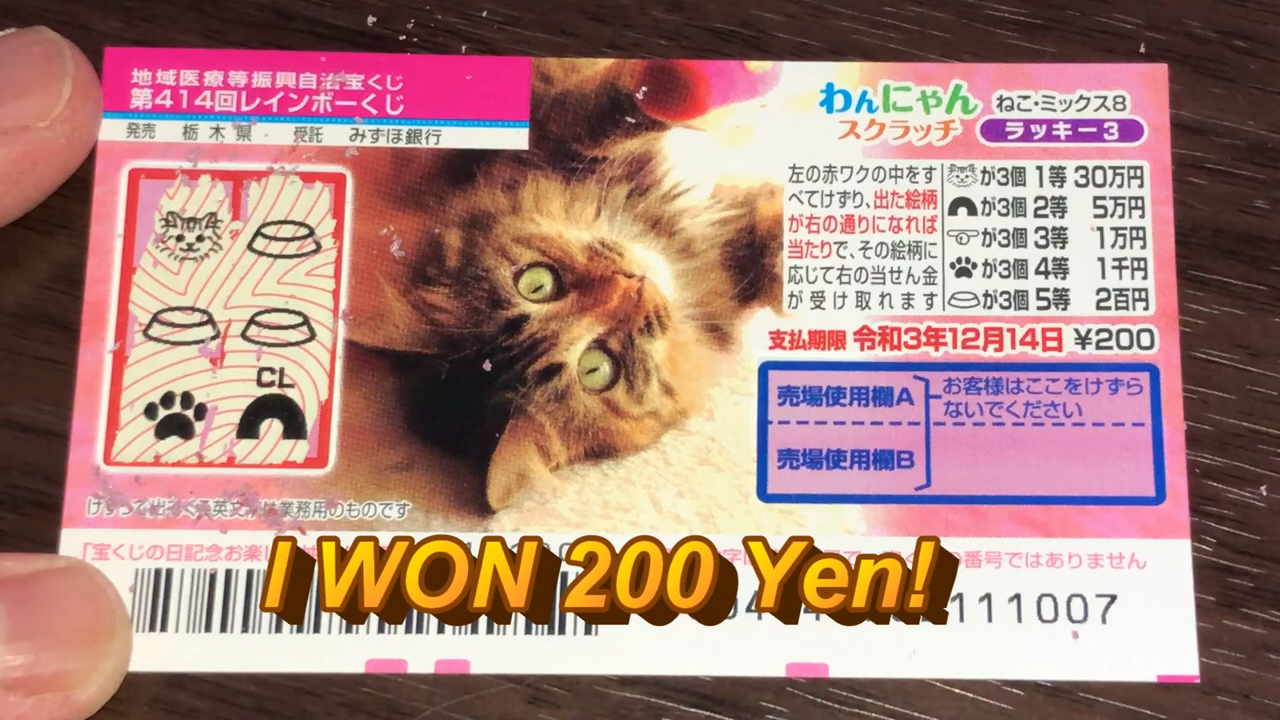 地域医療等振興自治宝くじ
第414回レインボーくじ
発売 栃木県 受託 みずほ銀行
わんにゃん
スクラッチ
ねこ・ミックス8
ラッキー3
左の赤ワクの中をす
べてけずり、出た絵柄
が右の通りになれば
当たりで、その絵柄に
応じて右の当せん金
が受け取れます
が3個 1等 30万円
が3個 2等 5万円
が3個 3等 1万円
が3個 4等 1千円
が3個 5等 2百円
支払期限 令和3年12月14日 ¥200
CL
売場使用欄A
売場使用欄B
お客様はここをけずら
ないでください
英文字は業務用のものです
「宝くじの日記念お楽し
の番号ではありません
I WON 200 Yen!
111007